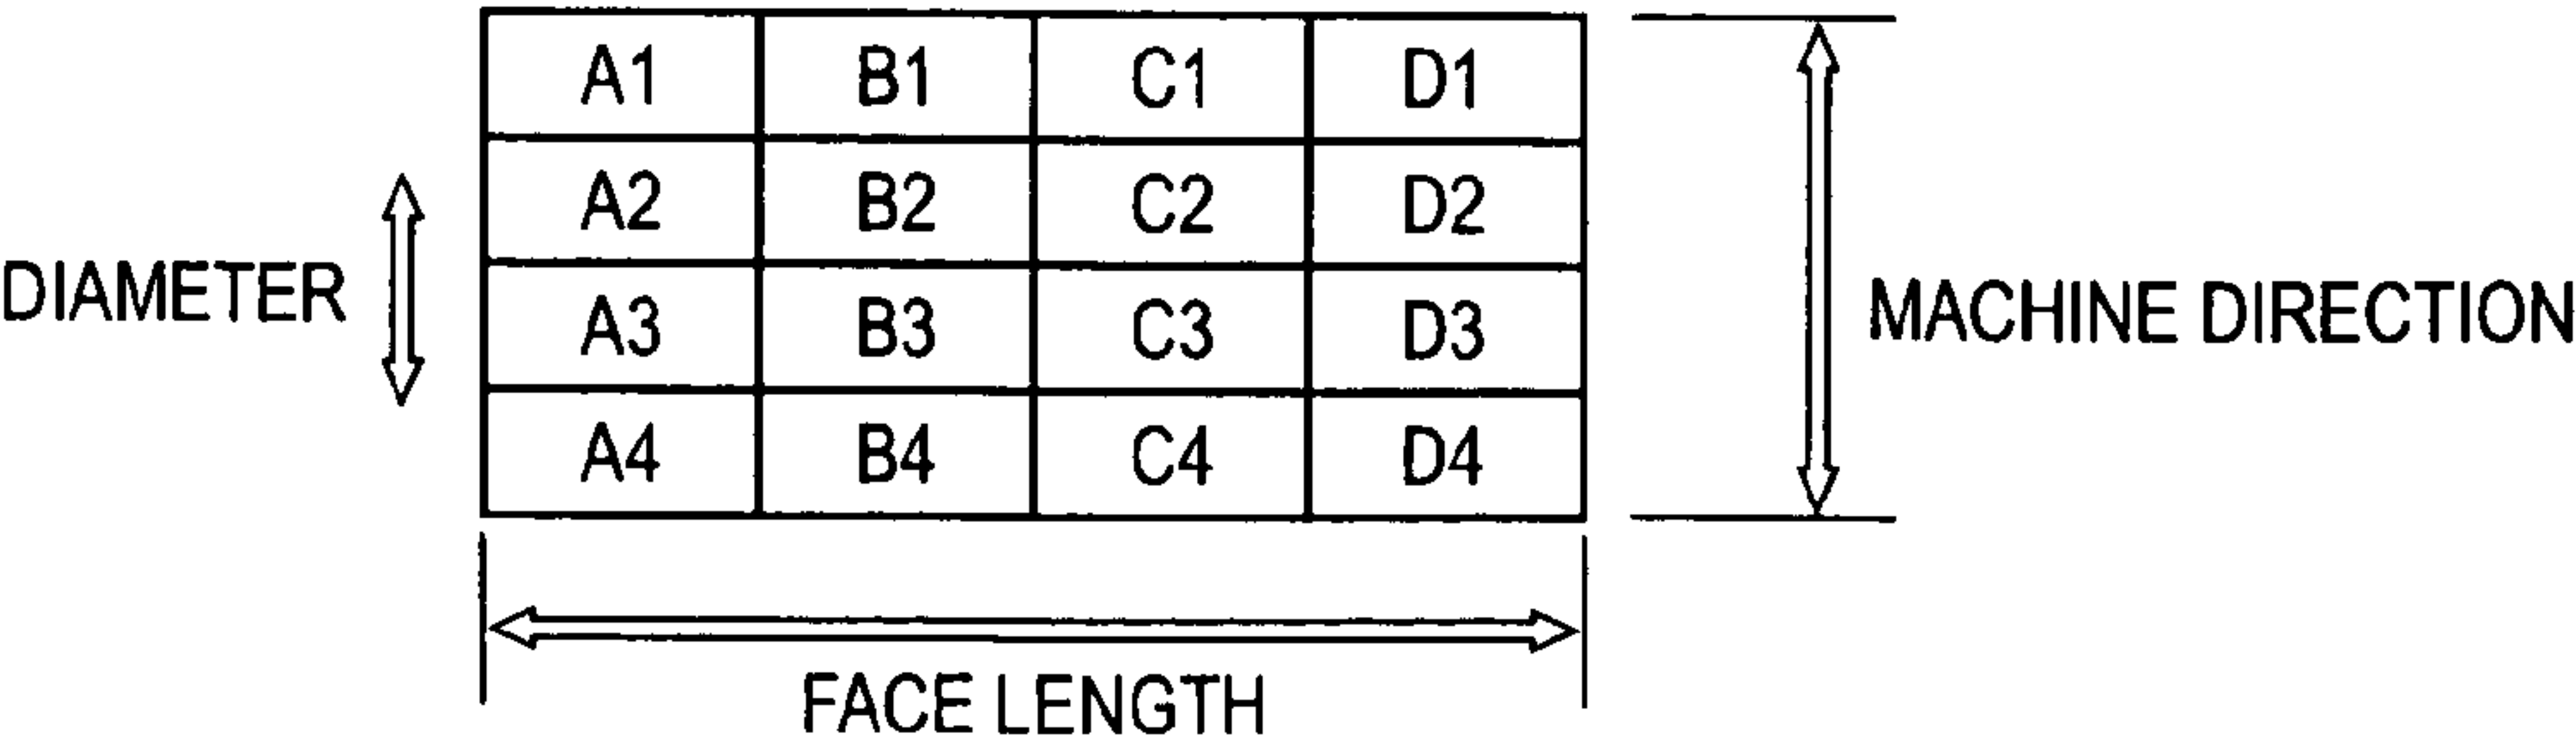 A1 B1 C1 D1
A2 B2 C2 D2
DIAMETER
A3 B3 C3 D3
MACHINE DIRECTION
A4 B4 C4 D4
FACE LENGTH